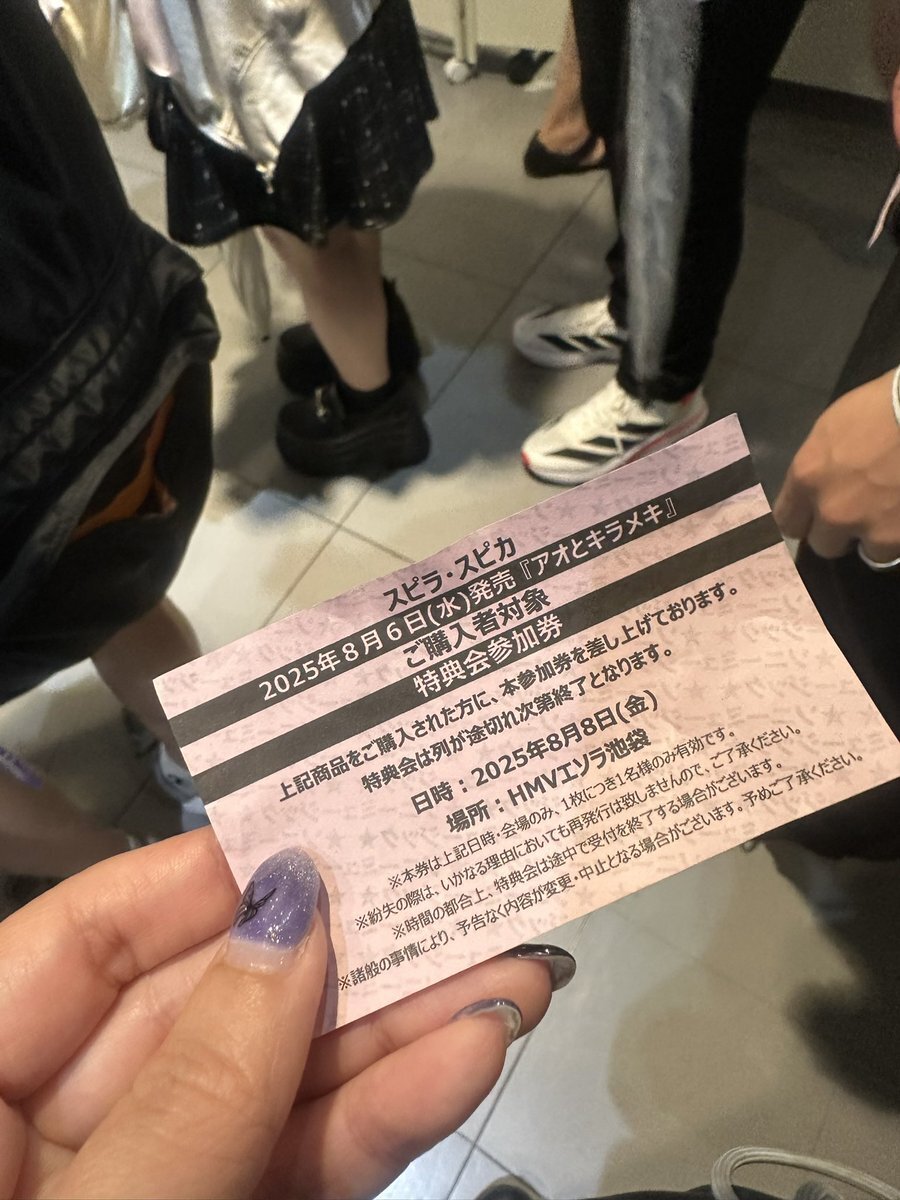 スピラ・スピカ
2025年8月6日(水)発売『アオとキラメキ』
ご購入者対象
特典会参加券
上記商品をご購入された方に、本参加券を差し上げております。
特典会は列が途切れ次第終了となります。
日時：2025年8月8日(金)
場所：HMVエソラ池袋
※本券は上記日時・会場のみ、1枚につき1名様のみ有効です。
※紛失の際は、いかなる理由においても再発行は致しませんので、ご了承ください。
※時間の都合上、特典会は途中で受付を終了する場合がございます。
※諸般の事情により、予告なく内容が変更・中止となる場合がございます。予めご了承ください。